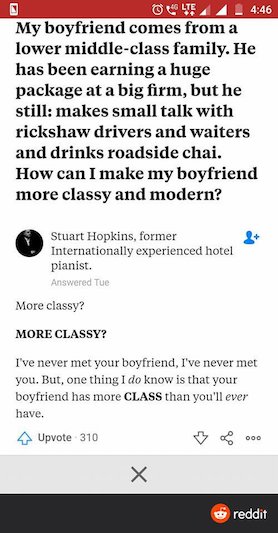 4G LTE 4:46
My boyfriend comes from a
lower middle-class family. He
has been earning a huge
package at a big firm, but he
still: makes small talk with
rickshaw drivers and waiters
and drinks roadside chai.
How can I make my boyfriend
more classy and modern?
Stuart Hopkins, former
Internationally experienced hotel
pianist.
Answered Tue
More classy?
MORE CLASSY?
I've never met your boyfriend, I've never met
you. But, one thing I do know is that your
boyfriend has more CLASS than you'll ever
have.
Upvote · 310
reddit